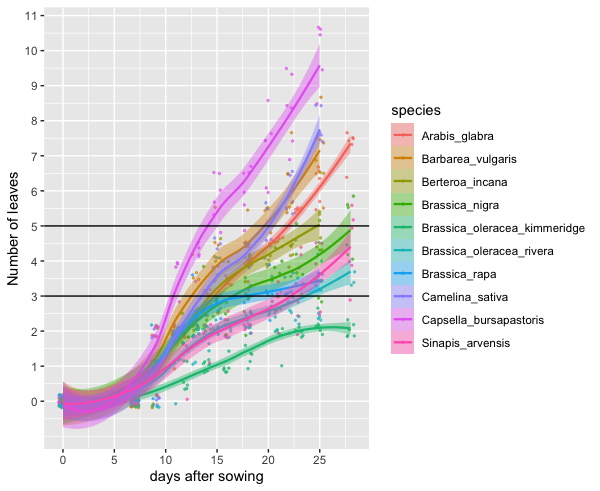 11
10
9
8
7
6
5
4
3
2
1
0
Number of leaves
0 5 10 15 20 25
days after sowing
species
Arabis_glabra
Barbarea_vulgaris
Berteroa_incana
Brassica_nigra
Brassica_oleracea_kimmeridge
Brassica_oleracea_rivera
Brassica_rapa
Camelina_sativa
Capsella_bursapastoris
Sinapis_arvensis